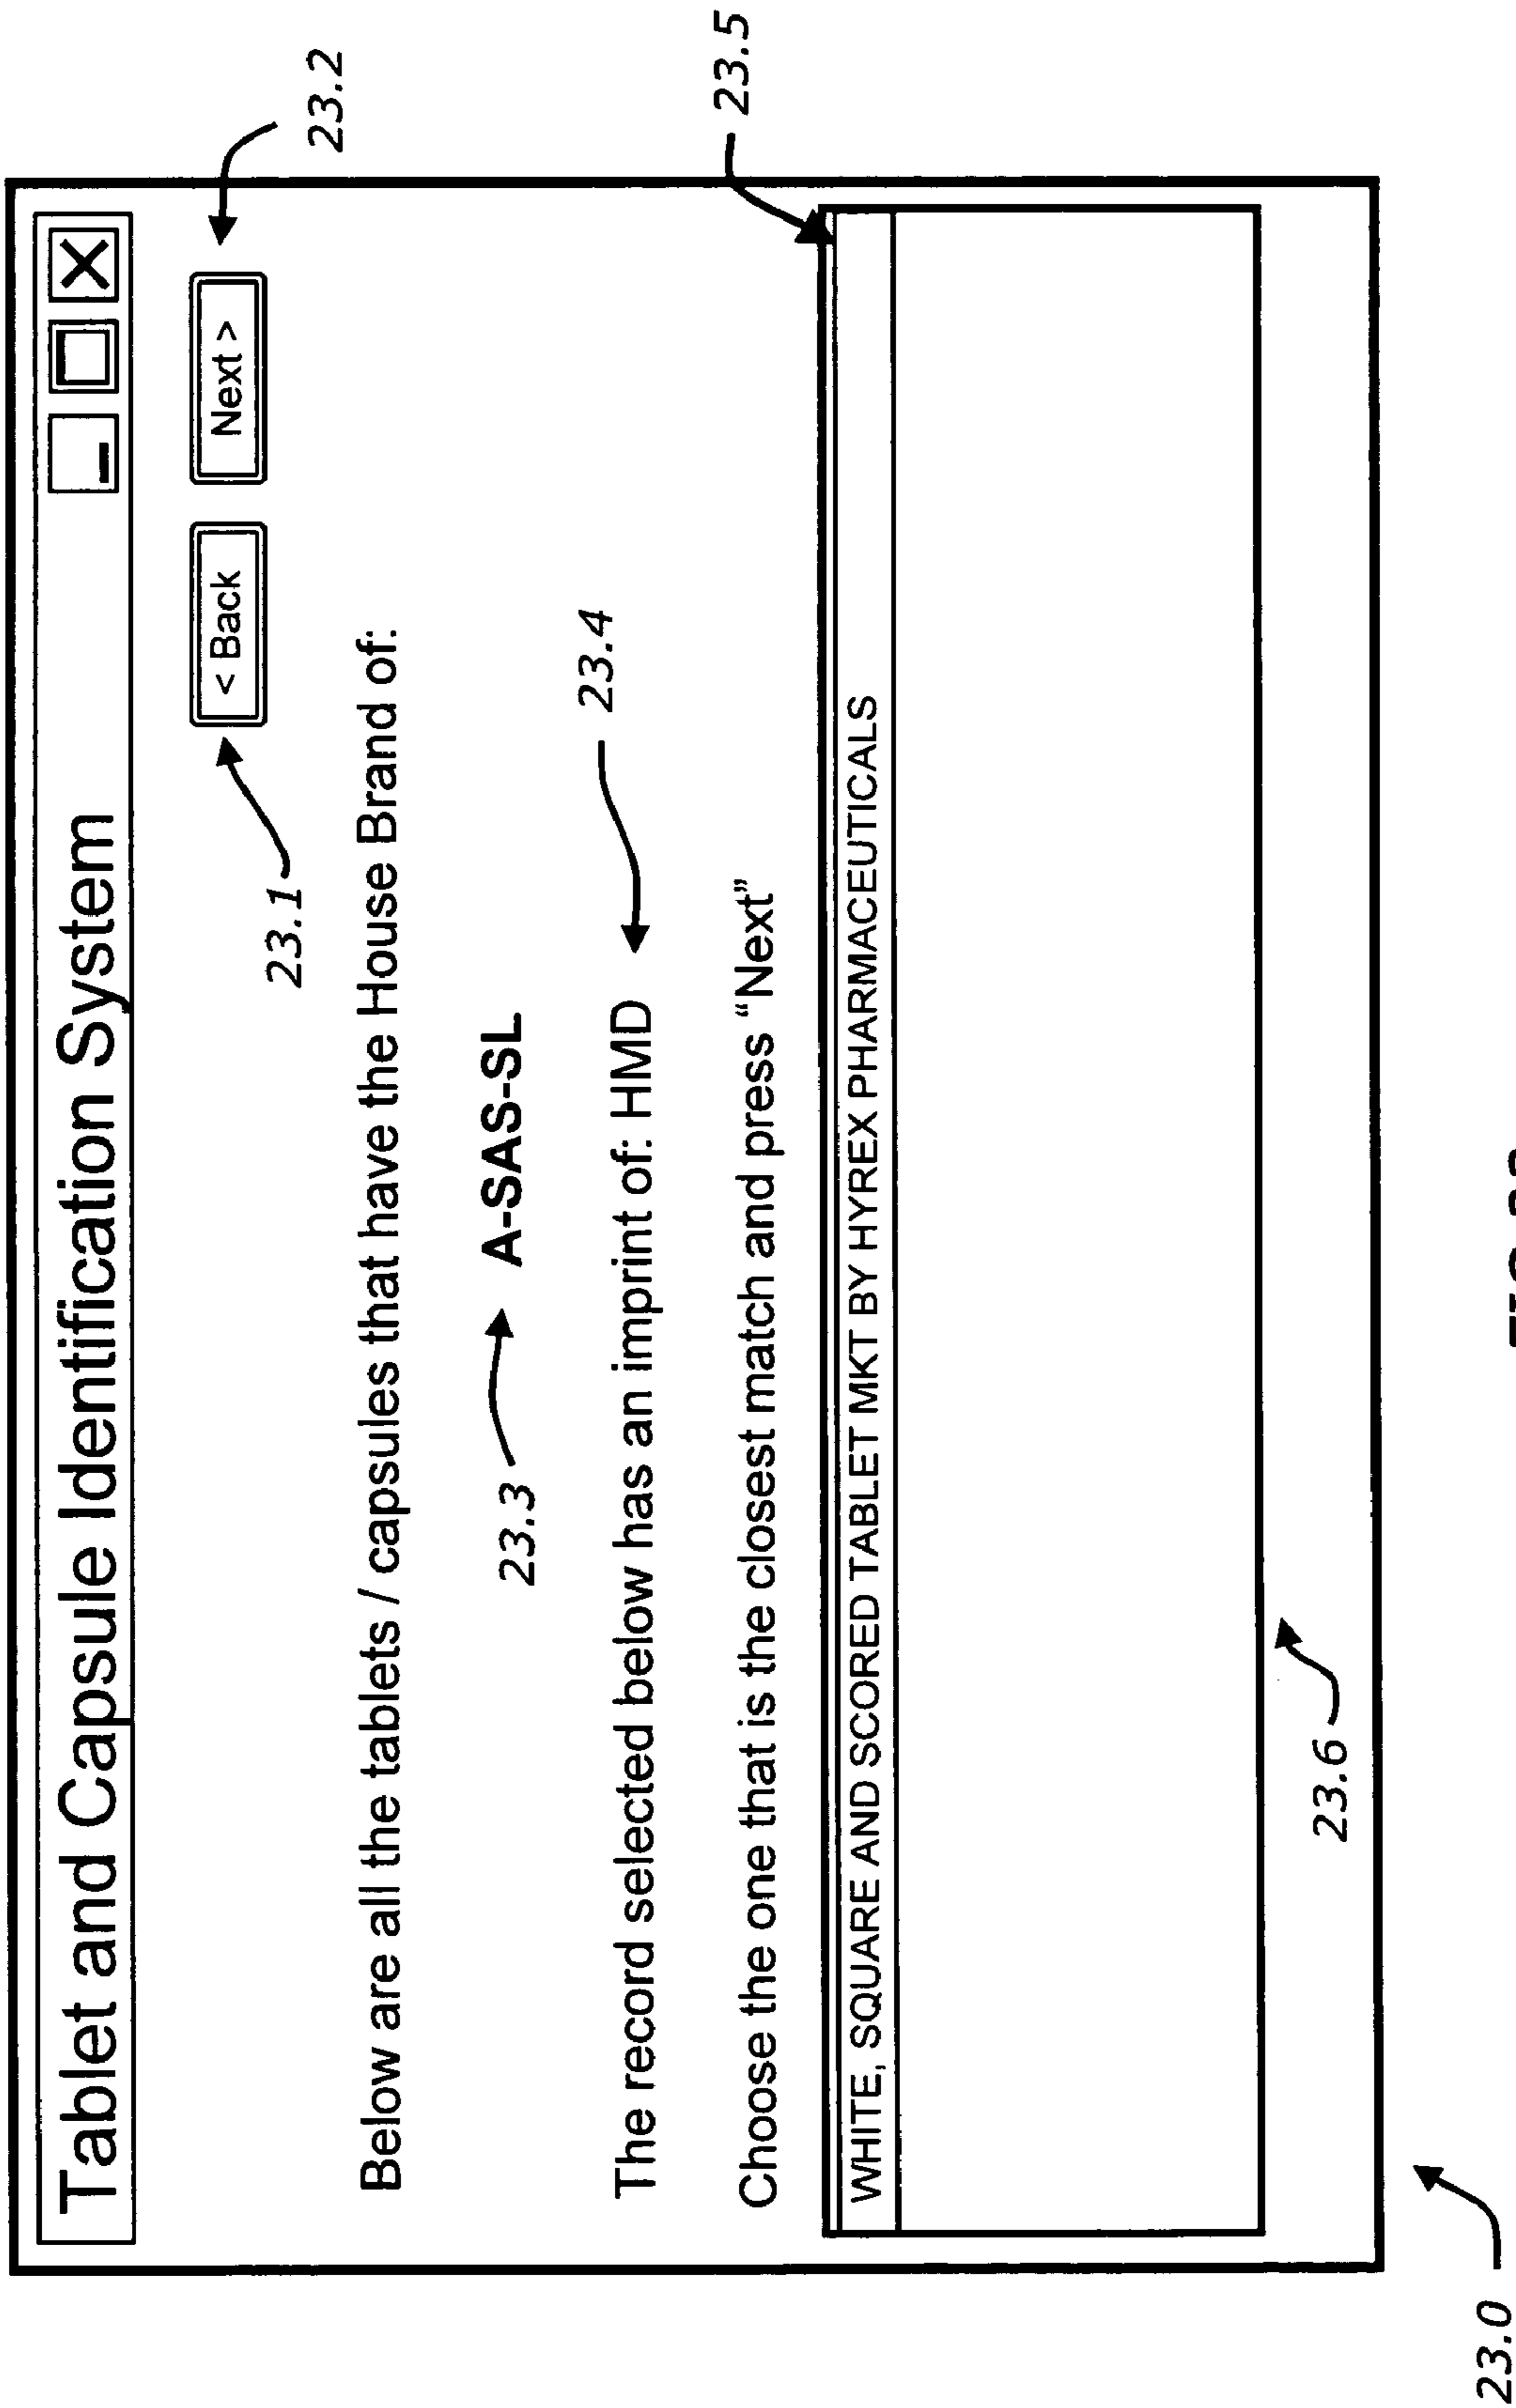 Tablet and Capsule Identification System
< Back Next >
23.1
23.2
Below are all the tablets / capsules that have the House Brand of:
23.3
A-SAS-SL
23.4
The record selected below has an imprint of: HMD
Choose the one that is the closest match and press “Next”
23.5
WHITE, SQUARE AND SCORED TABLET MKT BY HYREX PHARMACEUTICALS
23.6
23.0